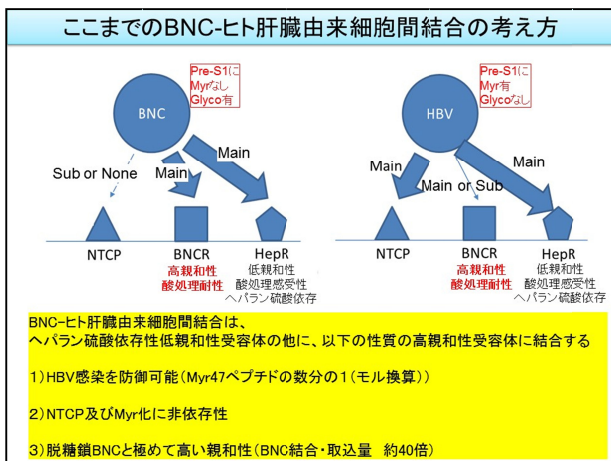 ここまでのBNC-ヒト肝臓由来細胞間結合の考え方
Pre-S1に
Myrなし
Glyco有
BNC
Sub or None
Main
Main
NTCP
BNCR
HepR
高親和性
酸処理耐性
低親和性
酸処理感受性
ヘパラン硫酸依存
Pre-S1に
Myr有
Glycoなし
HBV
Main
Main or Sub
Main
NTCP
BNCR
HepR
高親和性
酸処理耐性
低親和性
酸処理感受性
ヘパラン硫酸依存
BNC-ヒト肝臓由来細胞間結合は、
ヘパラン硫酸依存性低親和性受容体の他に、以下の性質の高親和性受容体に結合する
1)HBV感染を防御可能(Myr47ペプチドの数分の1(モル換算))
2)NTCP及びMyr化に非依存性
3)脱糖鎖BNCと極めて高い親和性(BNC結合・取込量　約40倍)